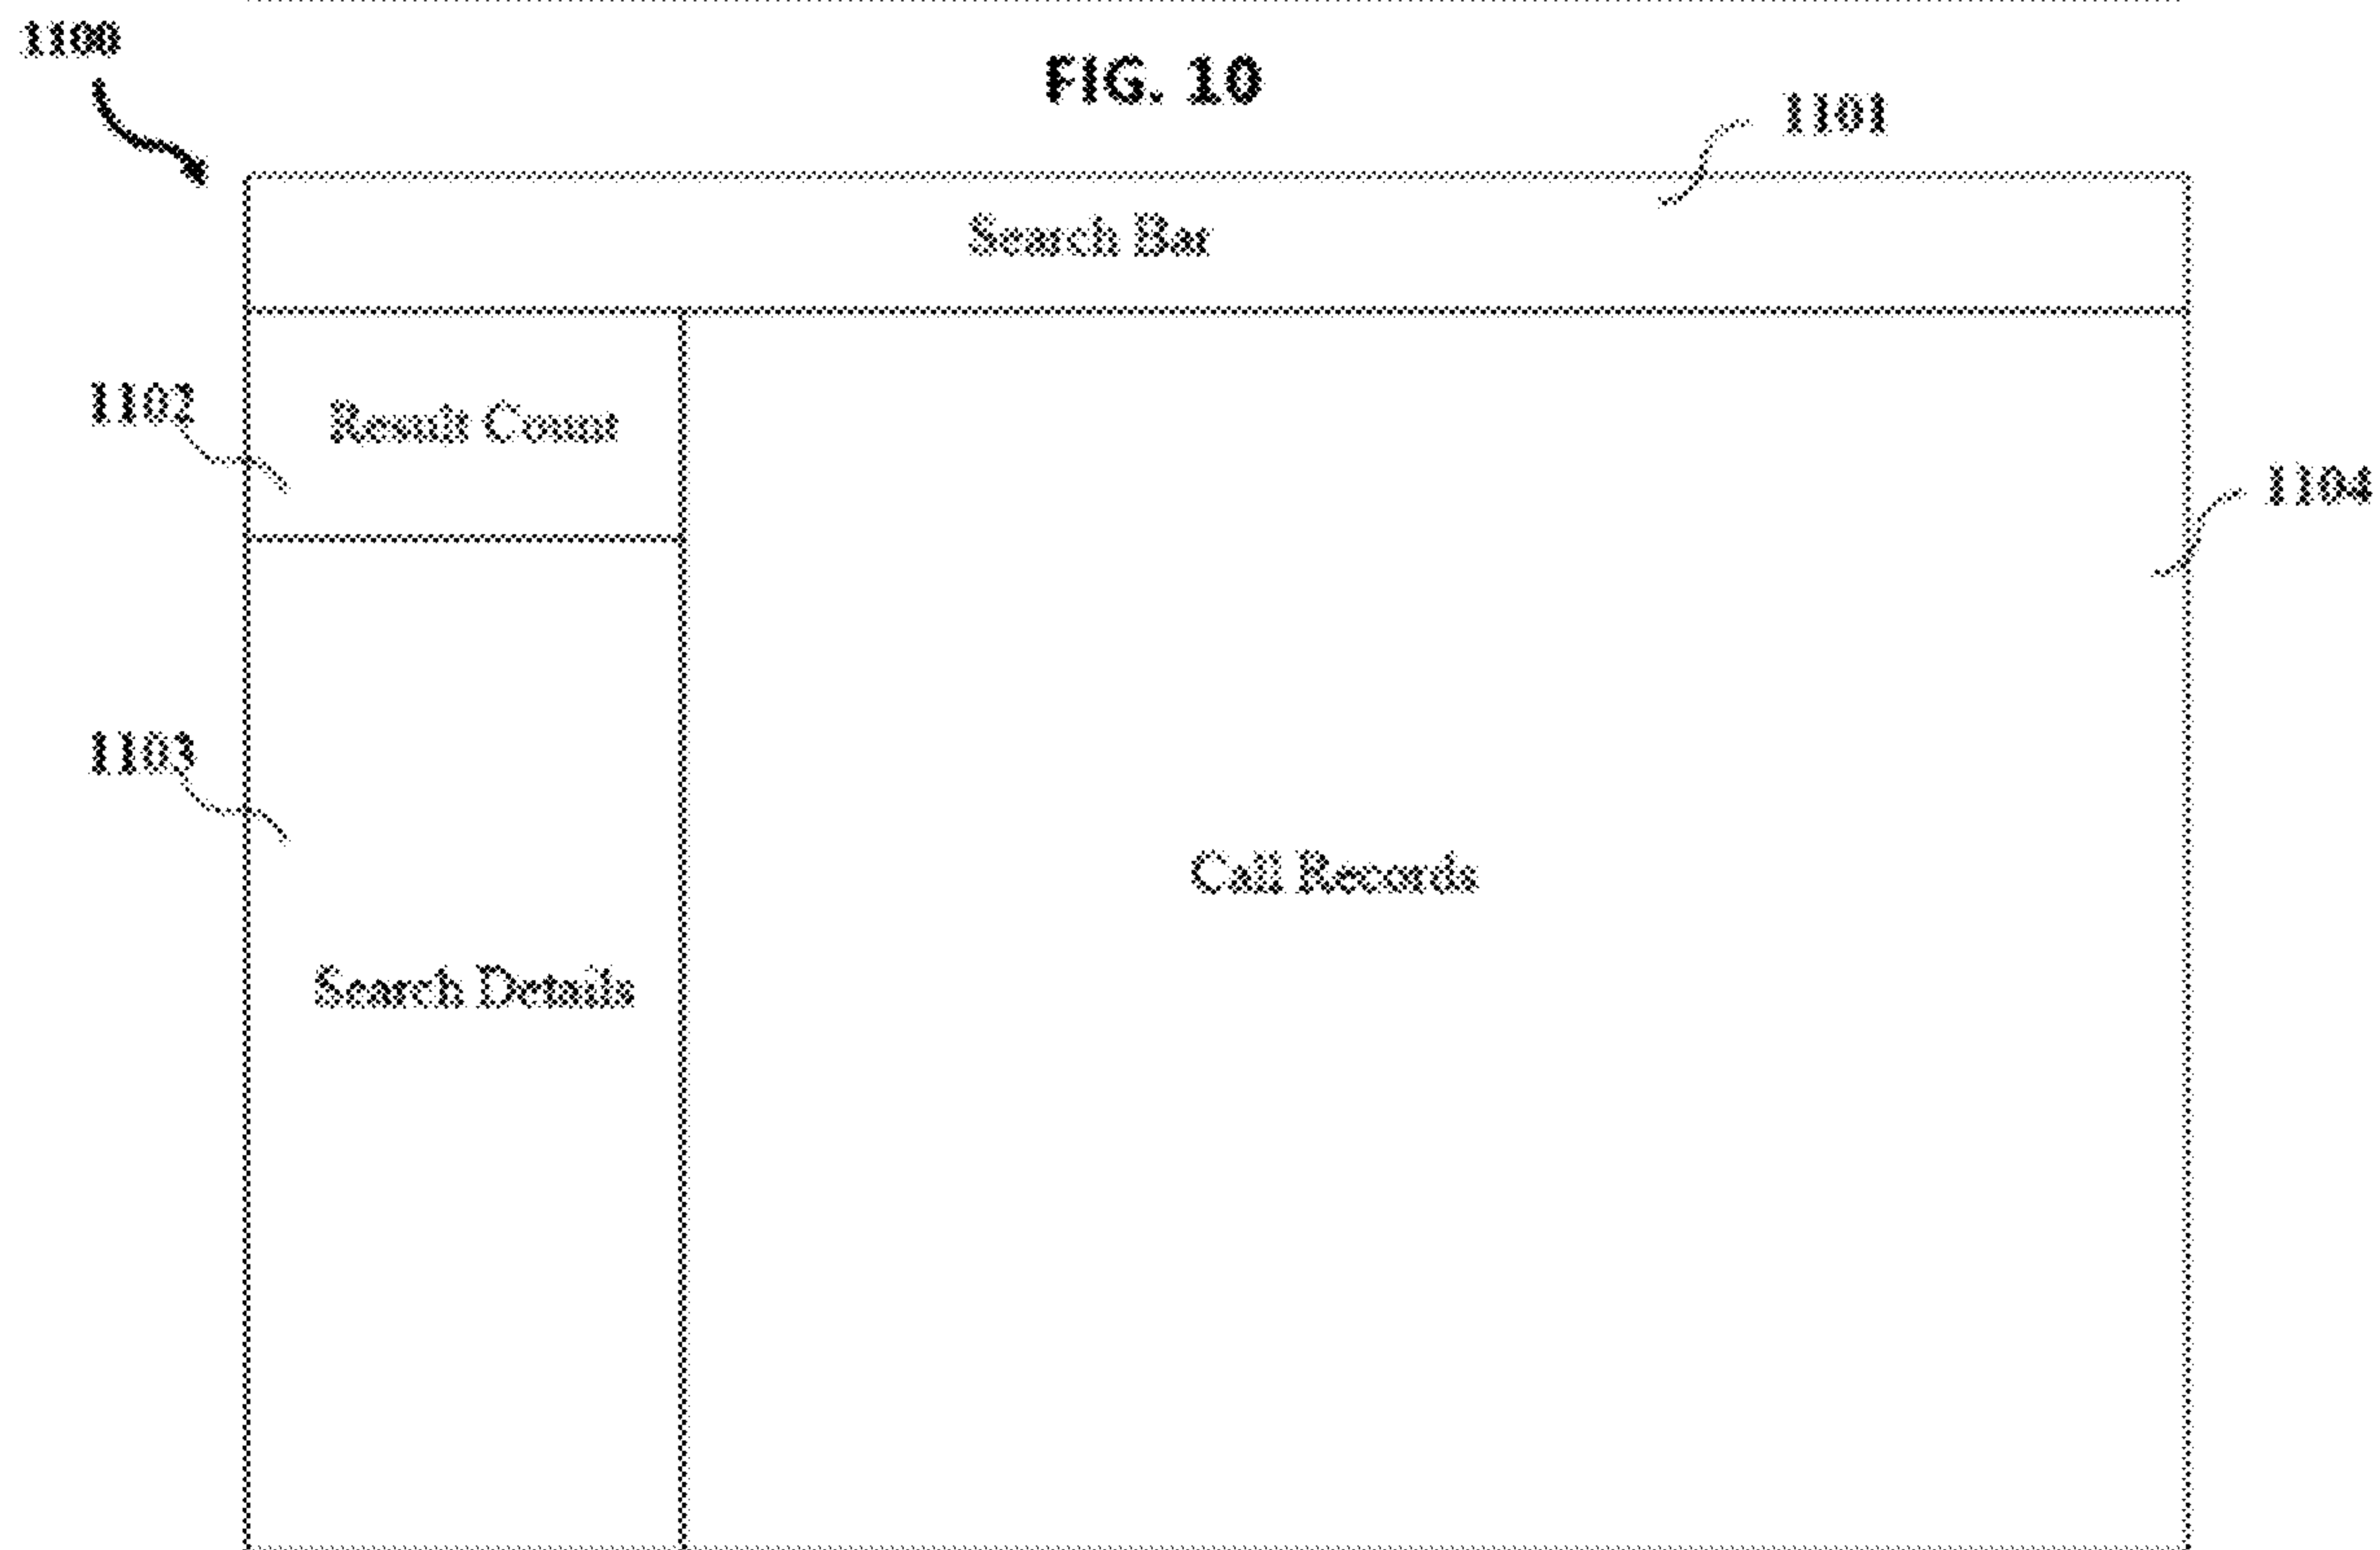 1100
FIG. 10
1101
Search Bar
1102
Result Count
1104
1103
Call Records
Search Details